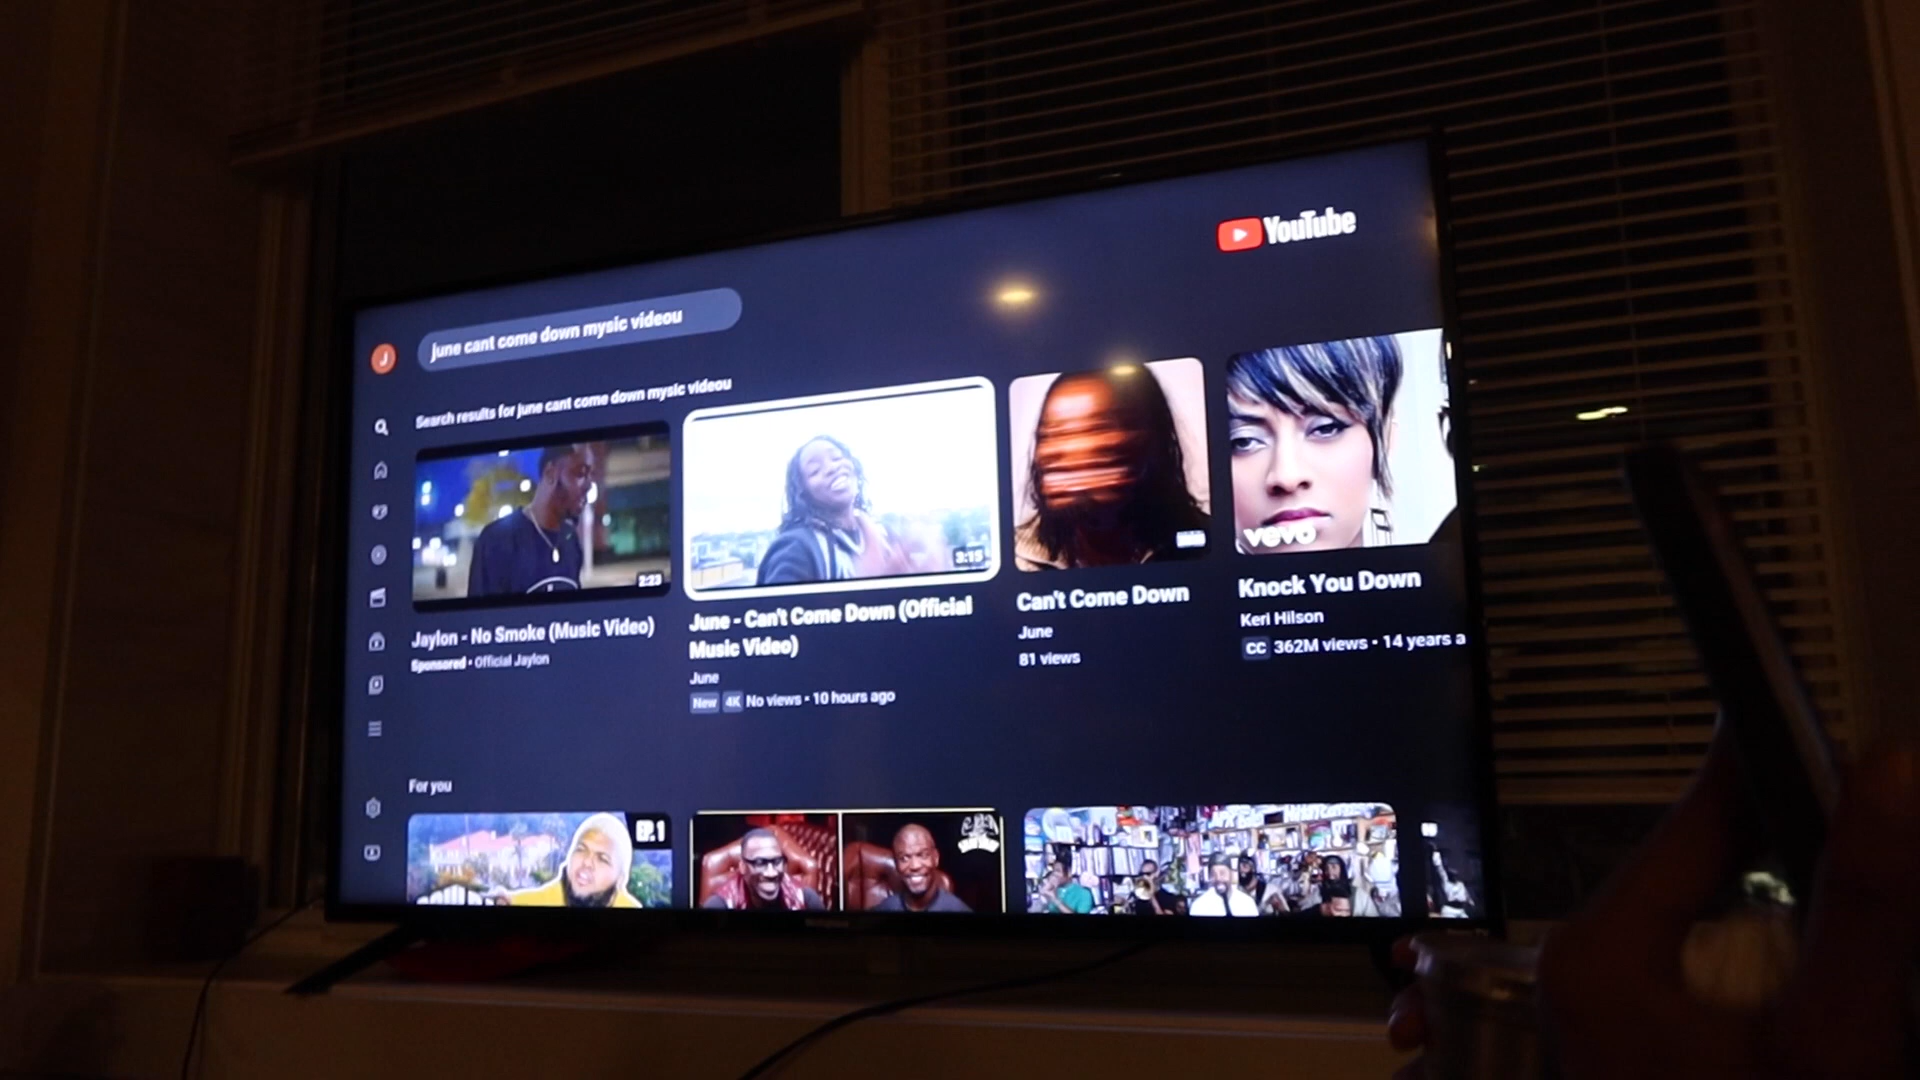 YouTube
june cant come down mysic videou
J
Search results for june cant come down mysic videou
2:23
3:15
vevo
Jaylon - No Smoke (Music Video)
Sponsored • Official Jaylon
June - Can't Come Down (Official
Music Video)
June
New 4K No views • 10 hours ago
Can't Come Down
June
81 views
Knock You Down
Keri Hilson
CC 362M views • 14 years a
For you
EP.1